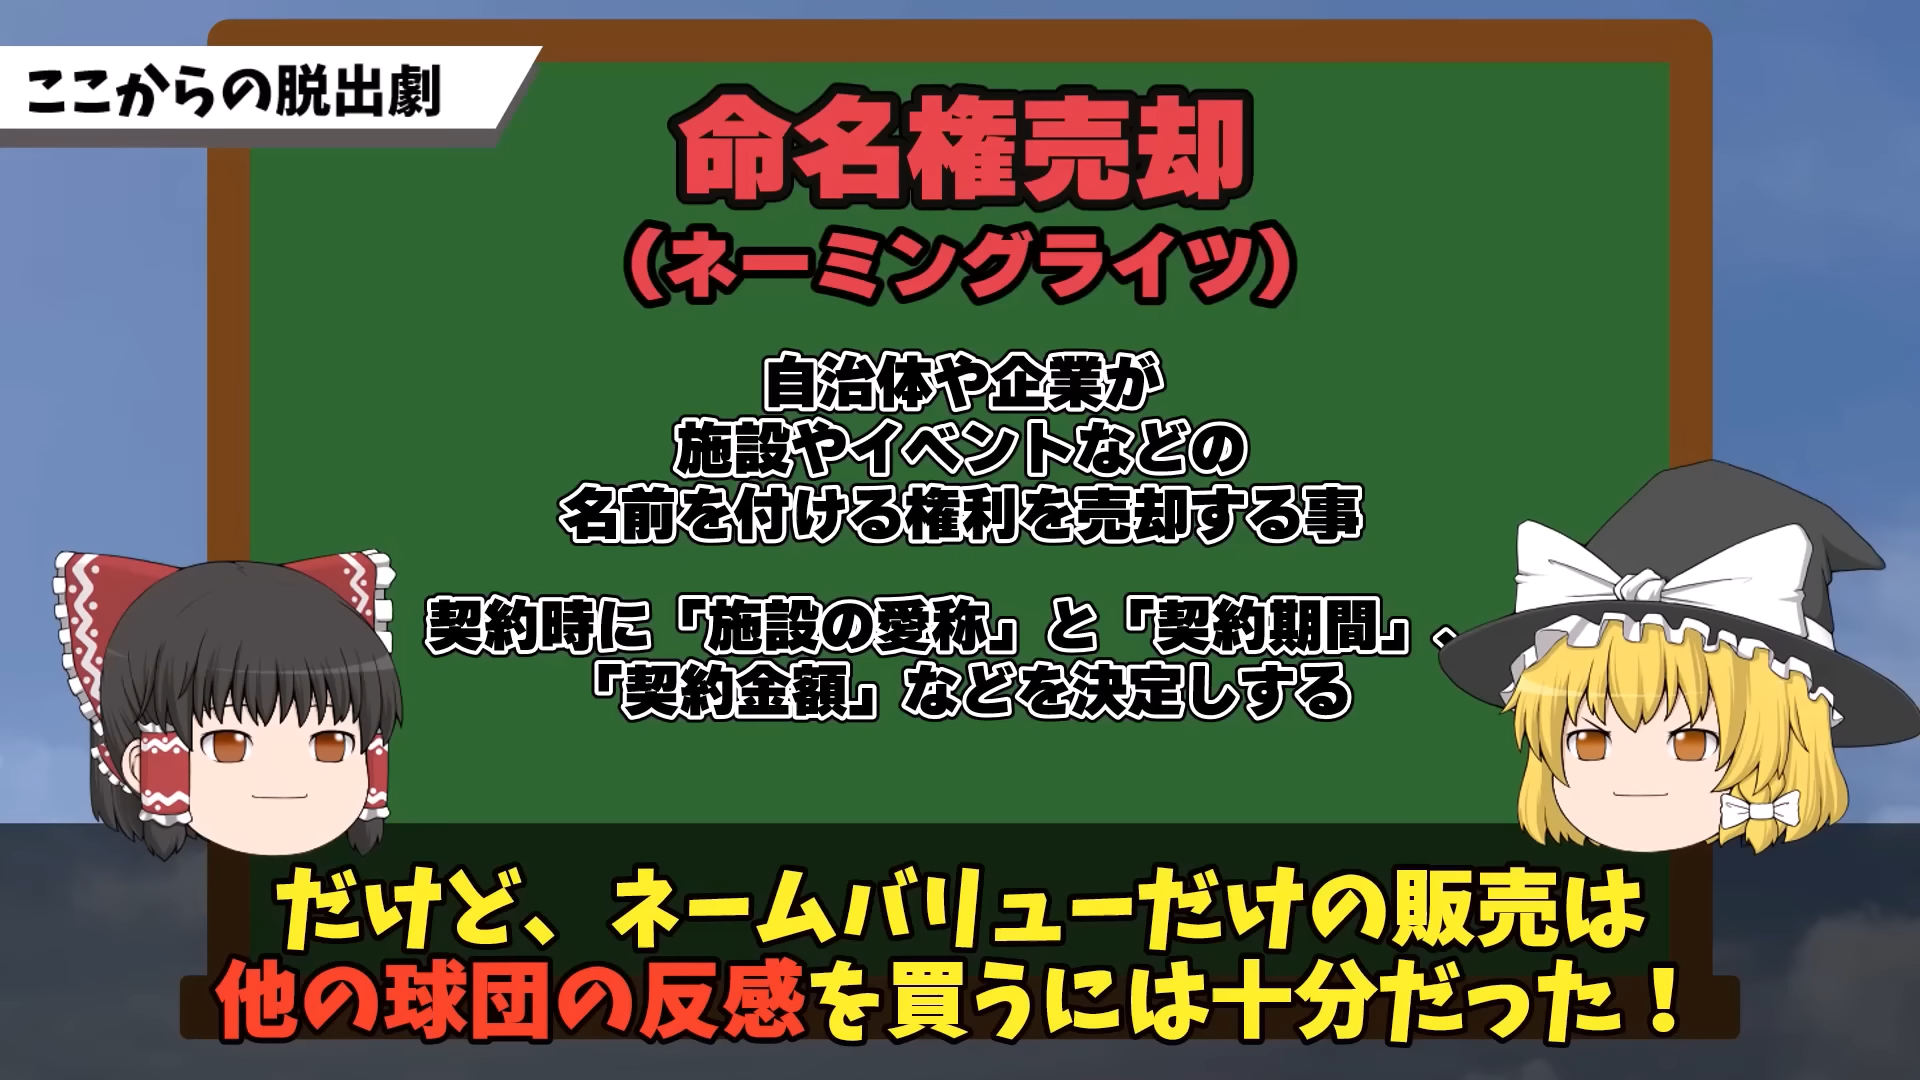 ここからの脱出劇
命名権売却
（ネーミングライツ）
自治体や企業が
施設やイベントなどの
名前を付ける権利を売却する事
契約時に「施設の愛称」と「契約期間」、
「契約金額」などを決定しする
だけど、ネームバリューだけの販売は
他の球団の反感を買うには十分だった！